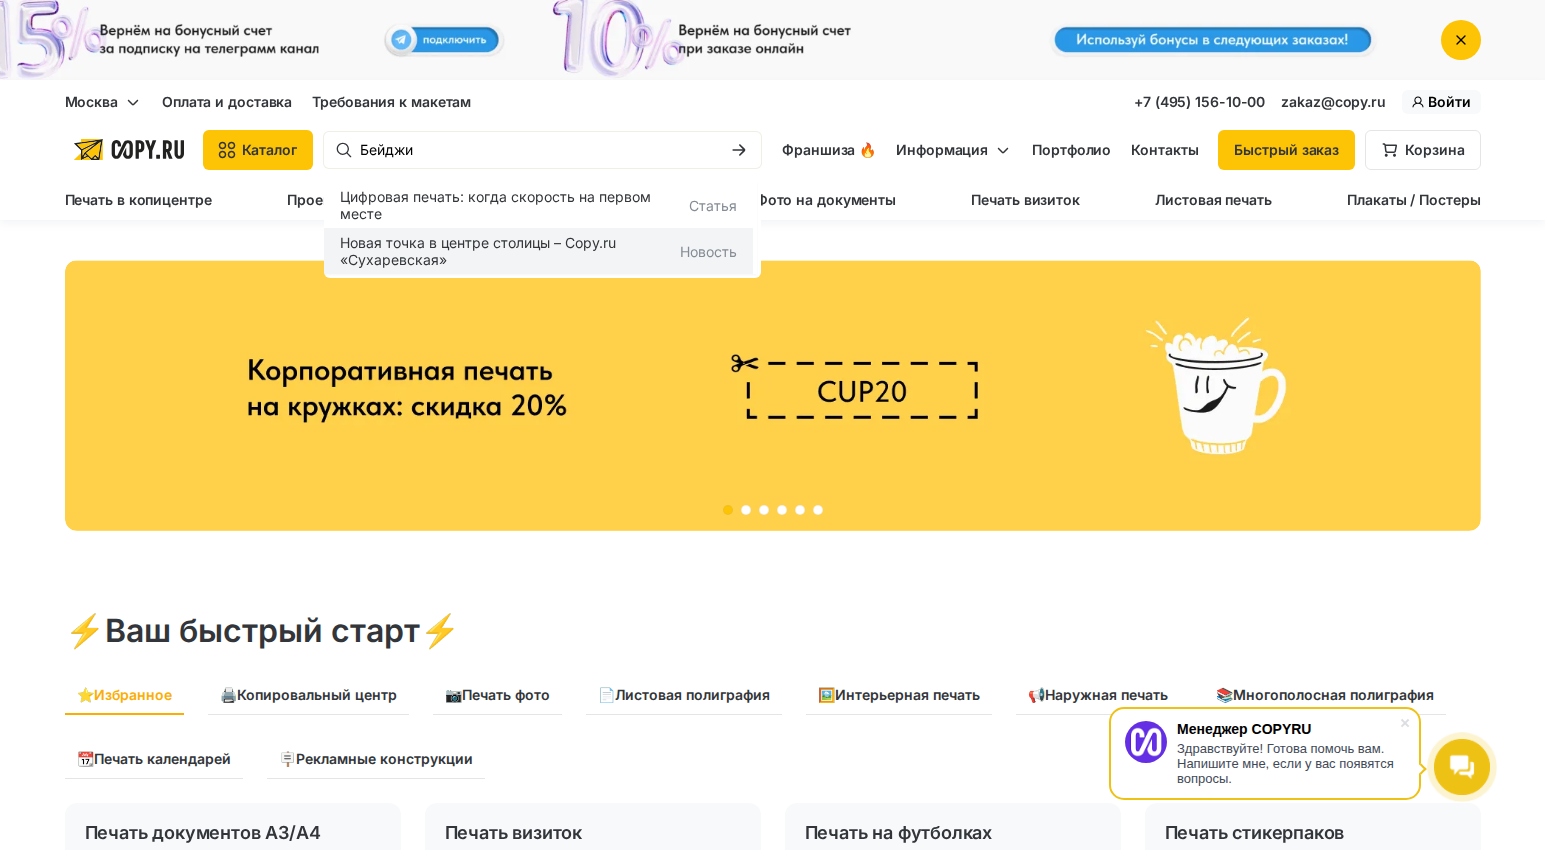 15% Вернём на бонусный счет
за подписку на телеграмм канал
подключить
10% Вернём на бонусный счет
при заказе онлайн
Используй бонусы в следующих заказах!
Москва Оплата и доставка Требования к макетам +7 (495) 156-10-00 zakaz@copy.ru Войти
COPY.RU Каталог Бейджи Франшиза 🔥 Информация Портфолио Контакты Быстрый заказ Корзина
Печать в копицентре Прое Фото на документы Печать визиток Листовая печать Плакаты / Постеры
Цифровая печать: когда скорость на первом
месте
Статья
Новая точка в центре столицы – Copy.ru
«Сухаревская»
Новость
Корпоративная печать
на кружках: скидка 20%
CUP20
⚡Ваш быстрый старт⚡
⭐Избранное 🖨️Копировальный центр 📷Печать фото 📄Листовая полиграфия 🖼️Интерьерная печать 📢Наружная печать 📚Многополосная полиграфия
📆Печать календарей 🪧Рекламные конструкции
Менеджер COPYRU
Здравствуйте! Готова помочь вам.
Напишите мне, если у вас появятся
вопросы.
Печать документов А3/А4 Печать визиток Печать на футболках Печать стикерпаков